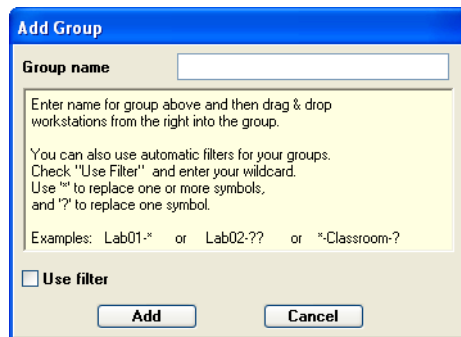 Add Group
Group name
Enter name for group above and then drag & drop
workstations from the right into the group.
You can also use automatic filters for your groups.
Check "Use Filter" and enter your wildcard.
Use '*' to replace one or more symbols,
and '?' to replace one symbol.
Examples: Lab01-* or Lab02-?? or *-Classroom-?
Use filter
Add Cancel